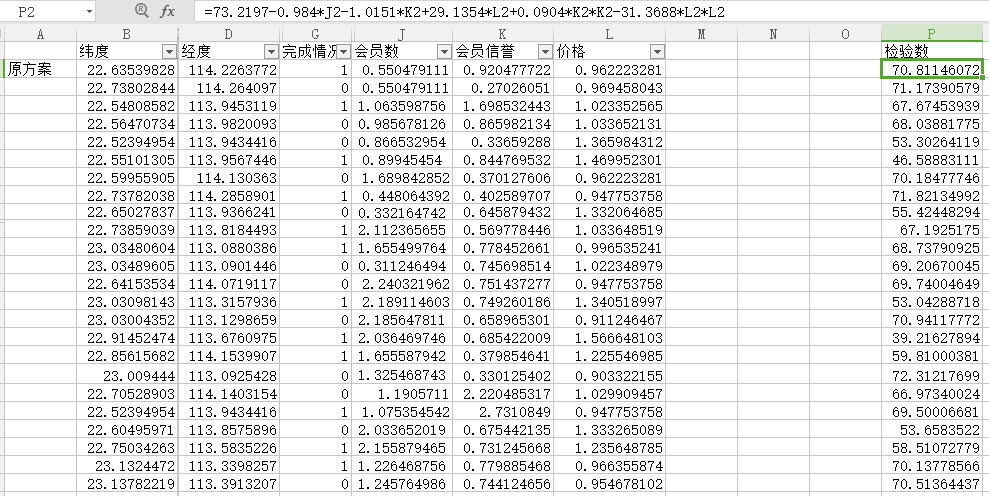 P2 fx =73.2197-0.984*J2-1.0151*K2+29.1354*L2+0.0904*K2*K2-31.3688*L2*L2
A B D G J K L M N O P
纬度 经度 完成情况 会员数 会员信誉 价格 检验数
原方案 22.63539828 114.2263772 1 0.550479111 0.920477722 0.962223281 70.81146072
22.73802844 114.264097 0 0.550479111 0.27026051 0.969458043 71.17390579
22.54808582 113.9453119 1 1.063598756 1.698532443 1.023352565 67.67453939
22.56470734 113.9820093 0 0.985678126 0.865982134 1.033652131 68.03881775
22.52394954 113.9434416 0 0.866532954 0.33659288 1.365984312 53.30264119
22.55101305 113.9567446 1 0.89945454 0.844769532 1.469952301 46.58883111
22.59955905 114.130363 0 1.689842852 0.370127606 0.962223281 70.18477746
22.73782038 114.2858901 1 0.448064392 0.402589707 0.947753758 71.82134992
22.65027837 113.9366241 0 0.332164742 0.645879432 1.332064685 55.42448294
22.73859039 113.8184493 1 2.112365655 0.569778446 1.033648519 67.1925175
23.03480604 113.0880386 1 1.655499764 0.778452661 0.996535241 68.73790925
23.03489605 113.0901446 0 0.311246494 0.745698514 1.022348979 69.20670045
22.64153534 114.0719117 0 2.240321962 0.751437277 0.947753758 69.74004649
23.03098143 113.3157936 1 2.189114603 0.749260186 1.340518997 53.04288718
23.03004352 113.1298659 0 2.185647811 0.658965301 0.911246467 70.94117772
22.91452474 113.6760975 1 2.036469746 0.685422009 1.566648103 39.21627894
22.85615682 114.1539907 1 1.655587942 0.379854641 1.225546985 59.81000381
23.009444 113.0925428 0 1.325468743 0.330125402 0.903322155 72.31217699
22.70528903 114.1403154 0 1.1905711 2.220485317 1.029909457 66.97340024
22.52394954 113.9434416 1 1.075354542 2.7310849 0.947753758 69.50006681
22.60495971 113.8575896 0 2.033652019 0.675442135 1.333265089 53.6583522
22.75034263 113.5835226 1 2.155879465 0.731245668 1.235648785 58.51072779
23.1324472 113.3398257 1 1.226468756 0.779885468 0.966355874 70.13778566
23.13782219 113.3913207 0 1.245764986 0.744124656 0.954678102 70.51364437